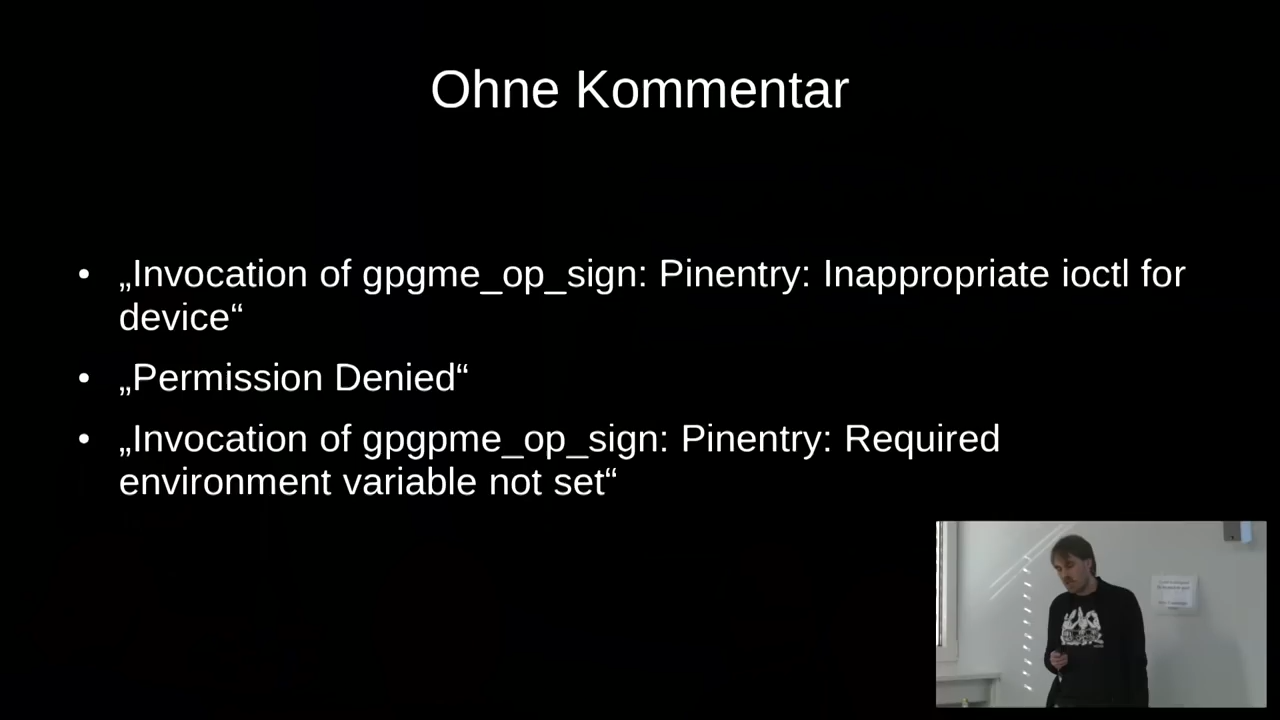 Ohne Kommentar
• „Invocation of gpgme_op_sign: Pinentry: Inappropriate ioctl for
device“
• „Permission Denied“
• „Invocation of gpgpme_op_sign: Pinentry: Required
environment variable not set“